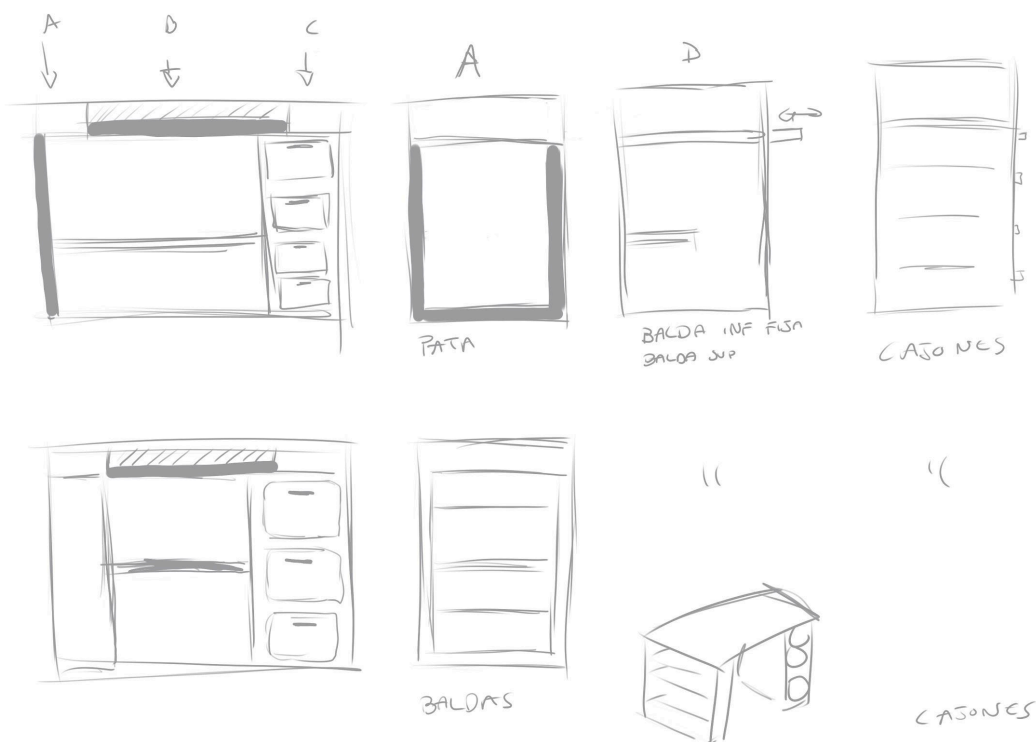 A B C
A
D
PATA
BALDA INF FIJA
BALDA SUP
CAJONES
BALDAS
"
"
CAJONES